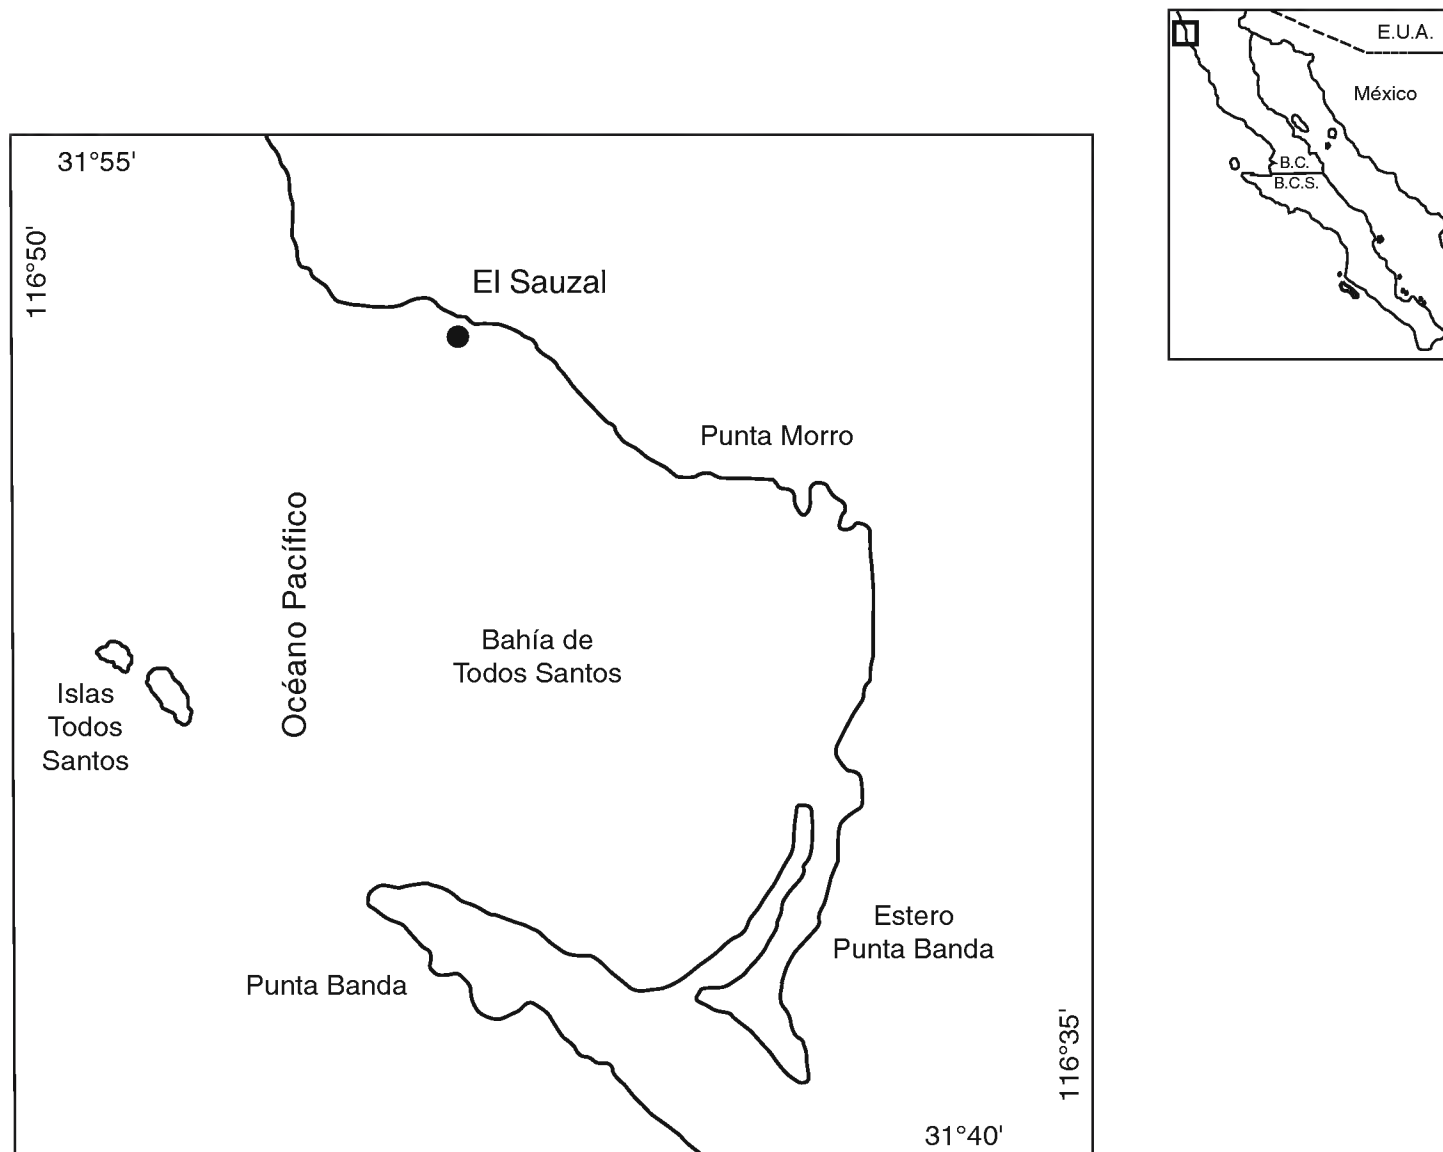 E.U.A.
México
B.C.
B.C.S.
31°55'
116°50'
El Sauzal
Punta Morro
Océano Pacífico
Bahía de
Todos Santos
Islas
Todos
Santos
Estero
Punta Banda
Punta Banda
116°35'
31°40'